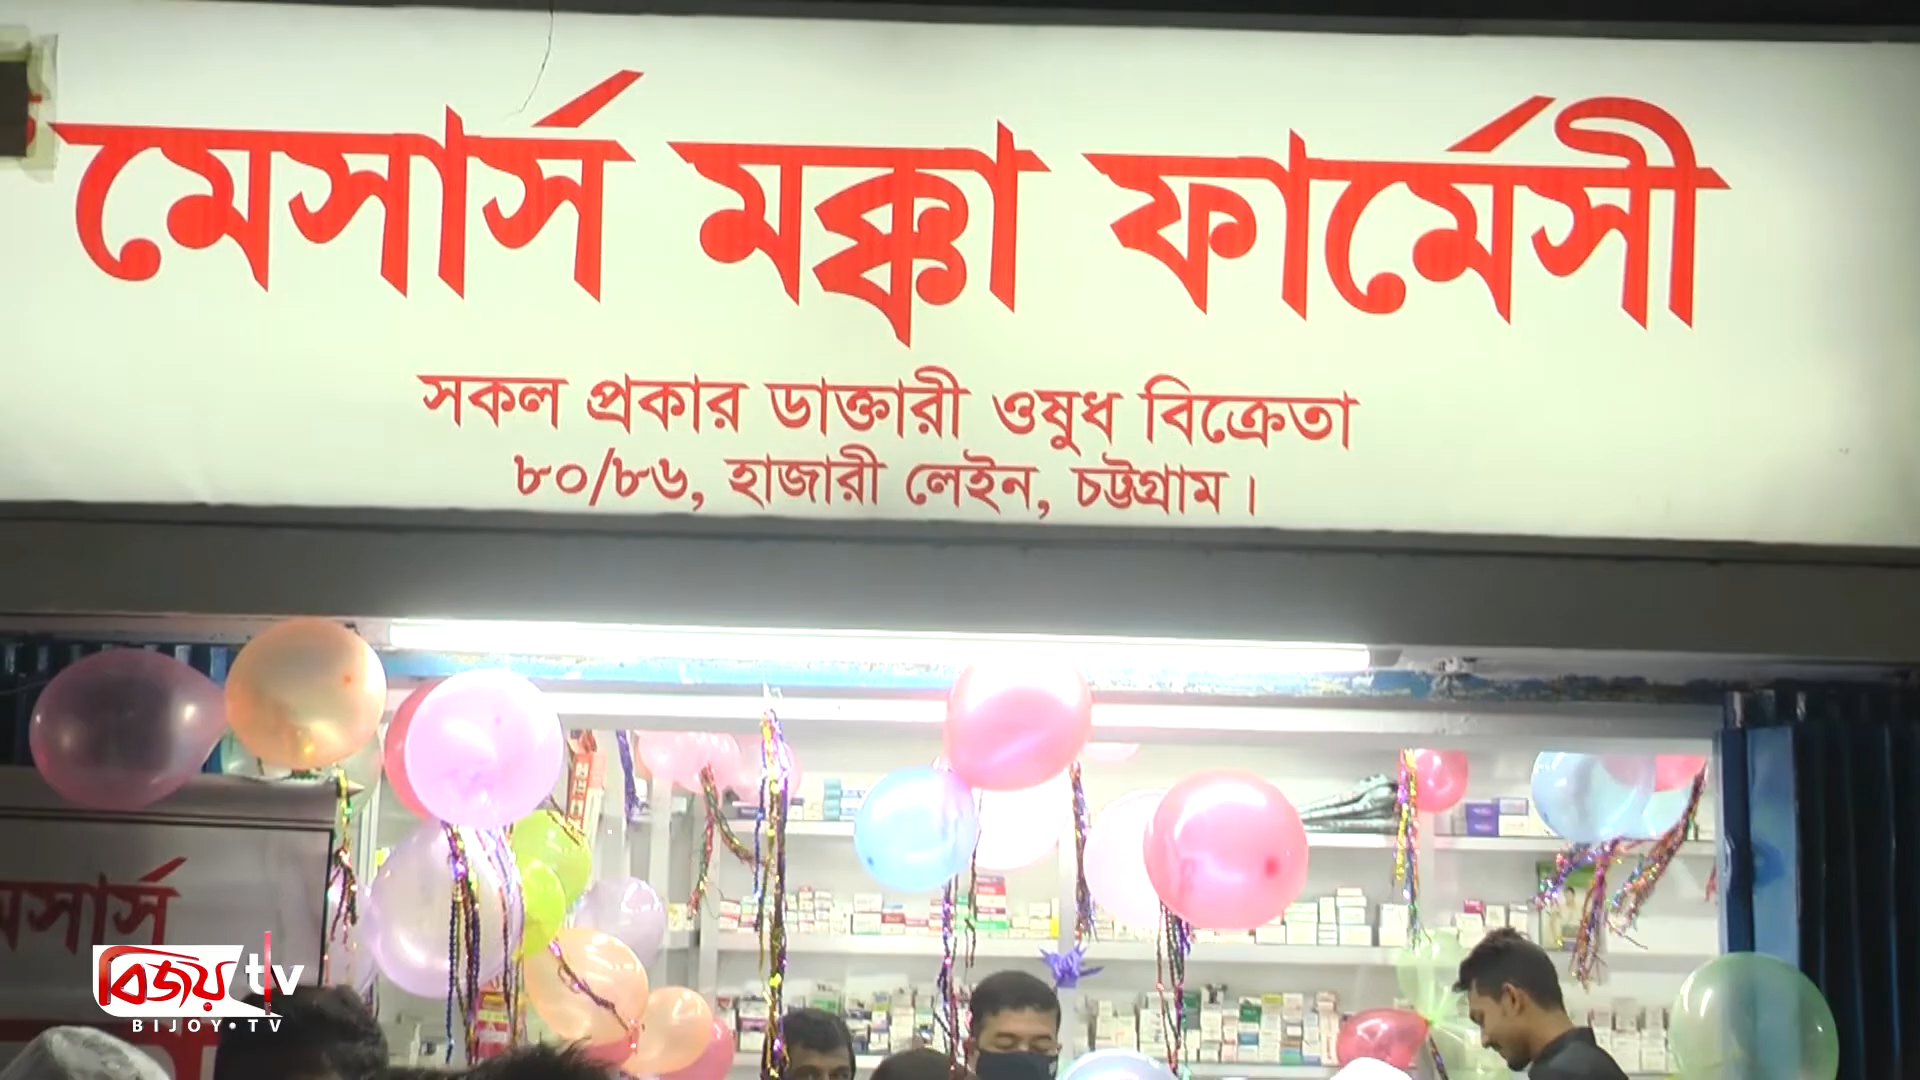 মেসার্স মক্কা ফার্মেসী
সকল প্রকার ডাক্তারী ওষুধ বিক্রেতা
৮০/৮৬, হাজারী লেইন, চট্টগ্রাম।
মেসার্স
বিজয় tv
BIJOY•TV